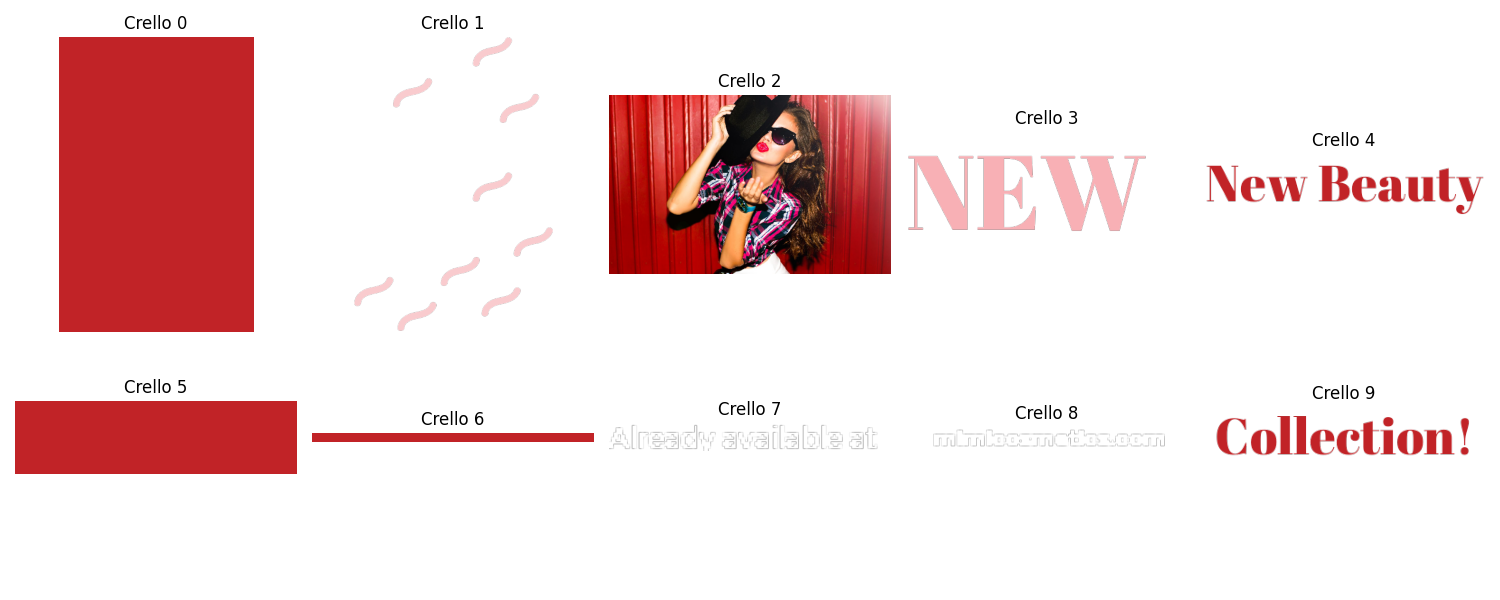 Crello 0
Crello 1
Crello 2
Crello 3
Crello 4
NEW
New Beauty
Crello 5
Crello 6
Crello 7
Crello 8
Crello 9
Already available at
mimicosmetics.com
Collection!